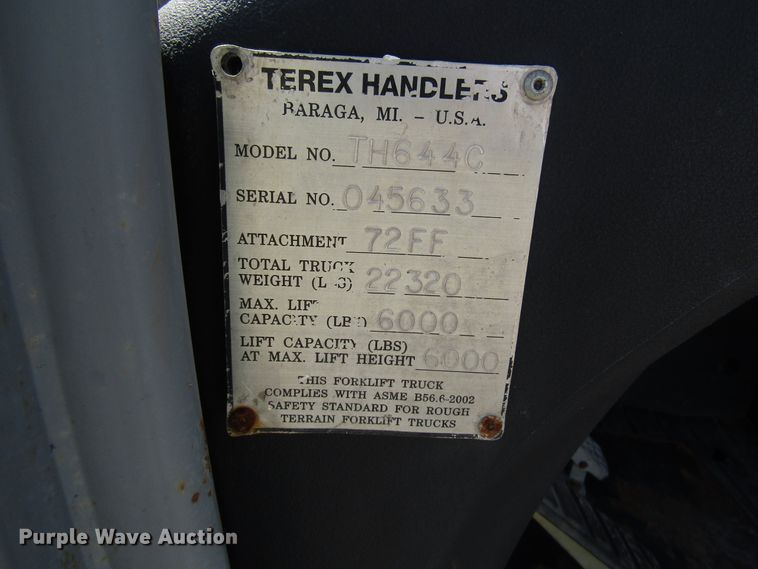 TEREX HANDLERS
BARAGA, MI. - U.S.A.
MODEL NO. TH644C
SERIAL NO. 045633
ATTACHMENT 72FF
TOTAL TRUCK
WEIGHT (LBS) 22320
MAX. LIFT
CAPACITY (LBS) 6000
LIFT CAPACITY (LBS)
AT MAX. LIFT HEIGHT 6000
THIS FORKLIFT TRUCK
COMPLIES WITH ASME B56.6-2002
SAFETY STANDARD FOR ROUGH
TERRAIN FORKLIFT TRUCKS
Purple Wave Auction®